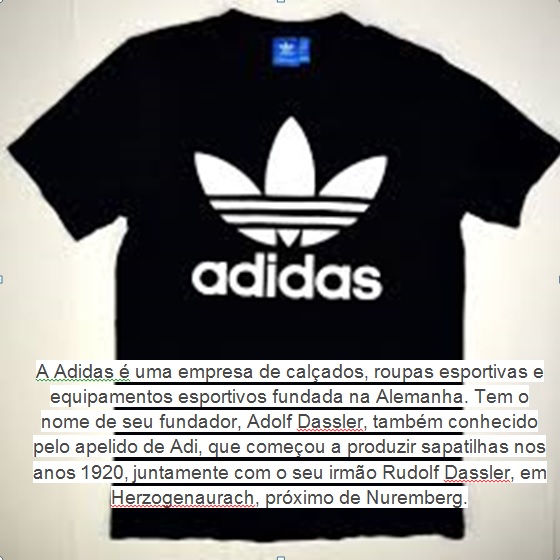 adidas
A Adidas é uma empresa de calçados, roupas esportivas e
equipamentos esportivos fundada na Alemanha. Tem o
nome de seu fundador, Adolf Dassler, também conhecido
pelo apelido de Adi, que começou a produzir sapatilhas nos
anos 1920, juntamente com o seu irmão Rudolf Dassler, em
Herzogenaurach, próximo de Nuremberg.